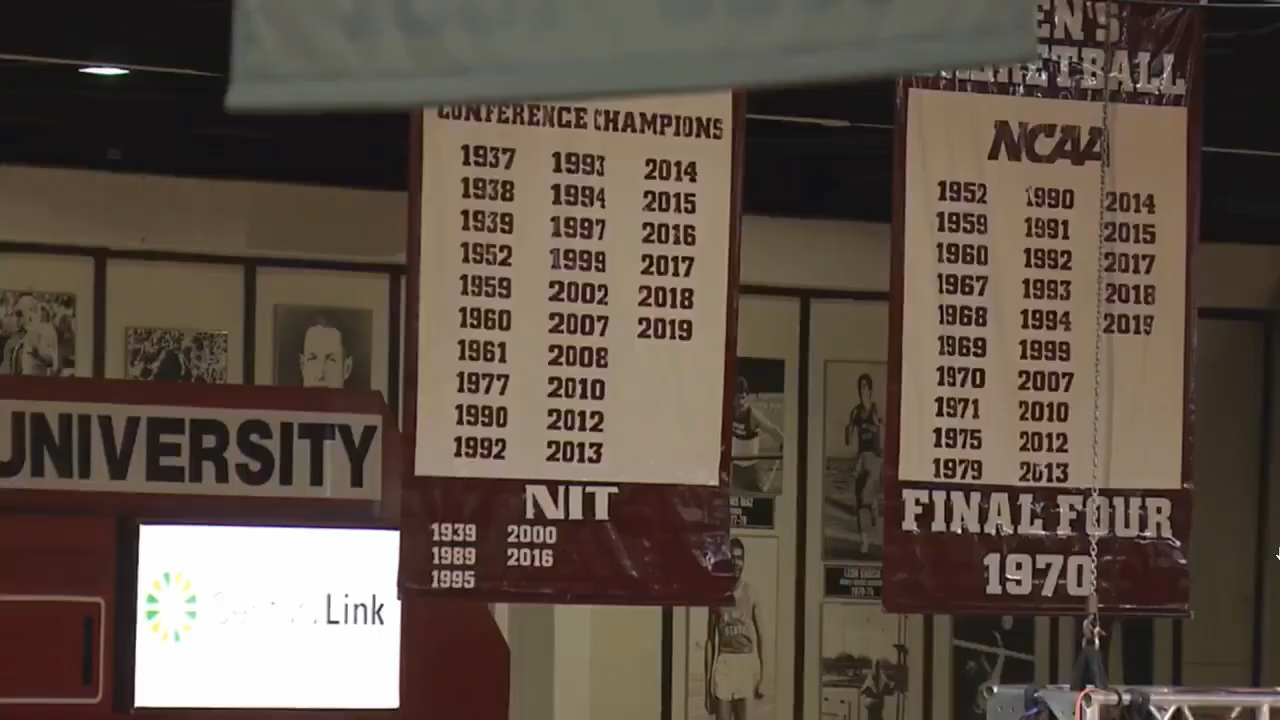 CONFERENCE CHAMPIONS
1937 1993 2014
1938 1994 2015
1939 1997 2016
1952 1999 2017
1959 2002 2018
1960 2007 2019
1961 2008
1977 2010
1990 2012
1992 2013
NIT
1939 2000
1989 2016
1995
EN'S
KETBALL
NCAA
1952 1990 2014
1959 1991 2015
1960 1992 2017
1967 1993 2018
1968 1994 2019
1969 1999
1970 2007
1971 2010
1975 2012
1979 2013
FINAL FOUR
1970
UNIVERSITY
Link